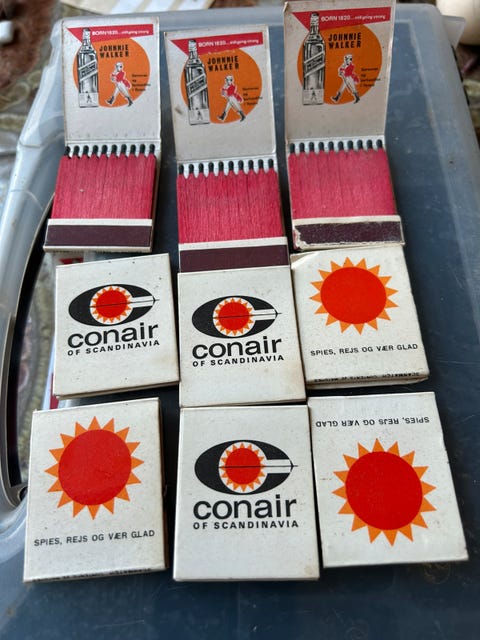 BORN 1820...still going strong
JOHNNIE
WALKER
BORN 1820...still going strong
JOHNNIE
WALKER
BORN 1820...still going strong
JOHNNIE
WALKER
conair
OF SCANDINAVIA
conair
OF SCANDINAVIA
SPIES, REJS OG VÆR GLAD
SPIES, REJS OG VÆR GLAD
conair
OF SCANDINAVIA
SPIES, REJS OG VÆR GLAD